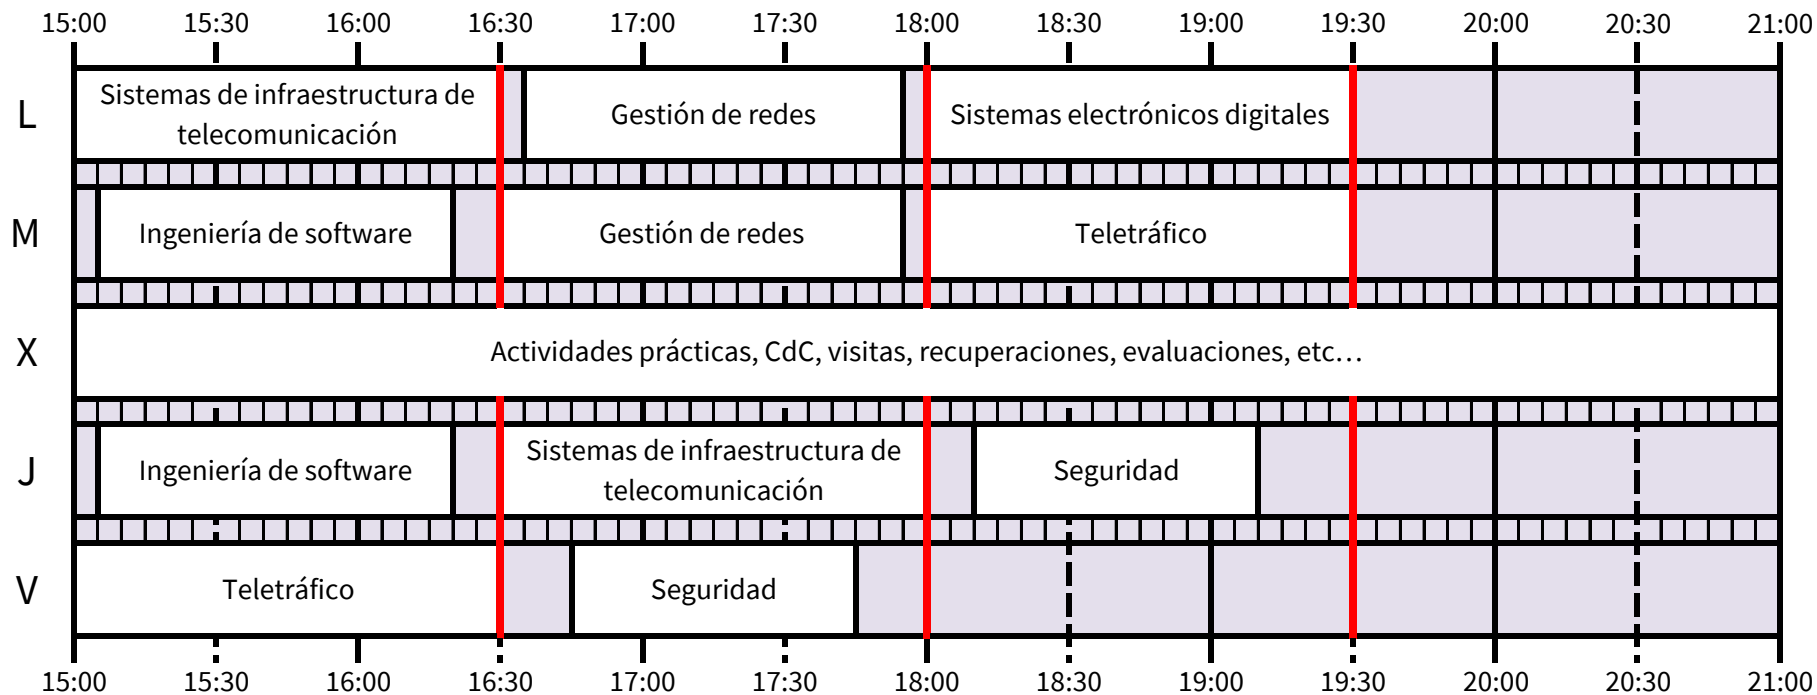 15:00 15:30 16:00 16:30 17:00 17:30 18:00 18:30 19:00 19:30 20:00 20:30 21:00
L
Sistemas de infraestructura de
telecomunicación
Gestión de redes
Sistemas electrónicos digitales
M
Ingeniería de software
Gestión de redes
Teletráfico
X
Actividades prácticas, CdC, visitas, recuperaciones, evaluaciones, etc…
J
Ingeniería de software
Sistemas de infraestructura de
telecomunicación
Seguridad
V
Teletráfico
Seguridad
15:00 15:30 16:00 16:30 17:00 17:30 18:00 18:30 19:00 19:30 20:00 20:30 21:00